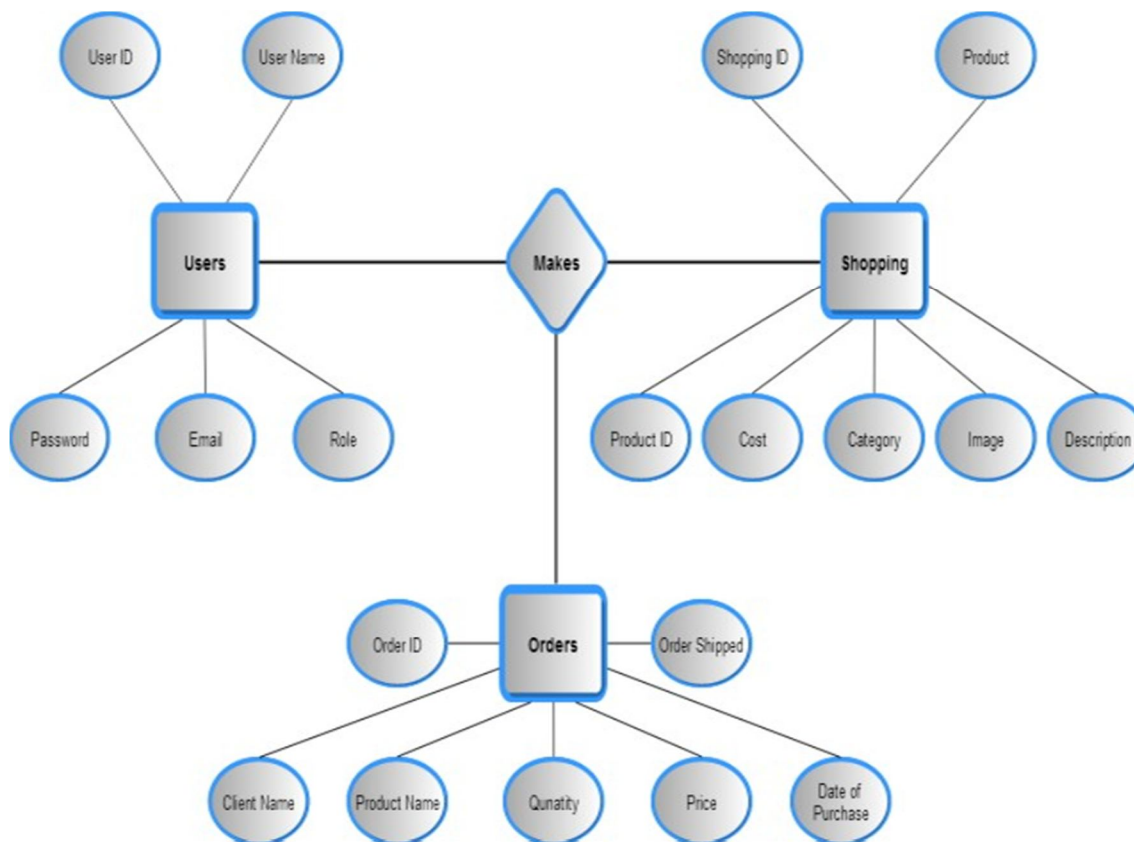 User ID
User Name
Shopping ID
Product
Users
Makes
Shopping
Password
Email
Role
Product ID
Cost
Category
Image
Description
Order ID
Orders
Order Shipped
Client Name
Product Name
Qunatity
Price
Date of
Purchase